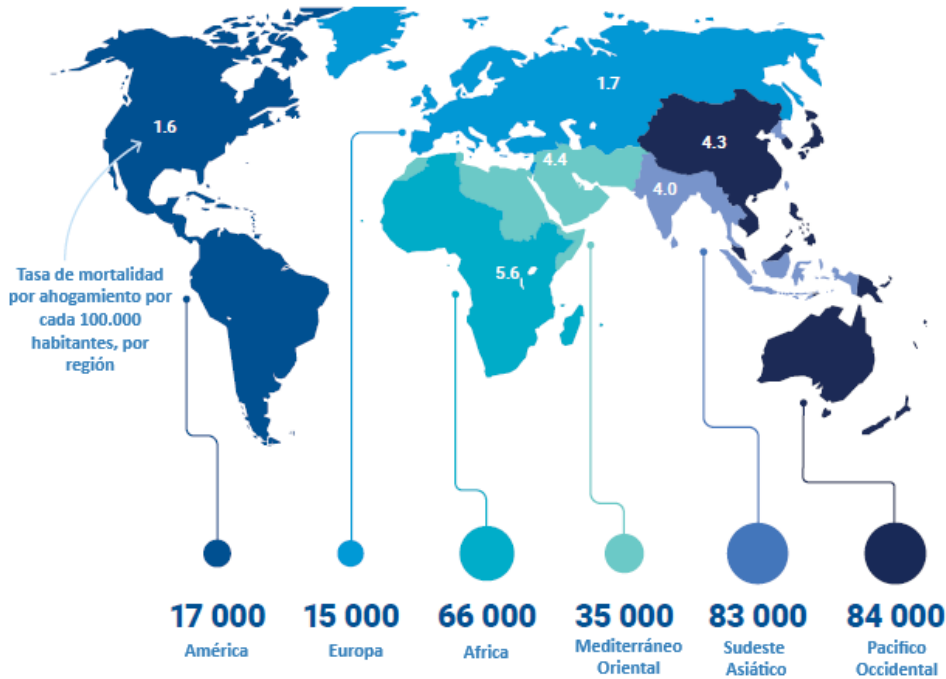 1.7
1.6
4.3
4.4
4.0
5.6
Tasa de mortalidad
por ahogamiento por
cada 100.000
habitantes, por
región
17 000
América
15 000
Europa
66 000
Africa
35 000
Mediterráneo
Oriental
83 000
Sudeste
Asiático
84 000
Pacifico
Occidental